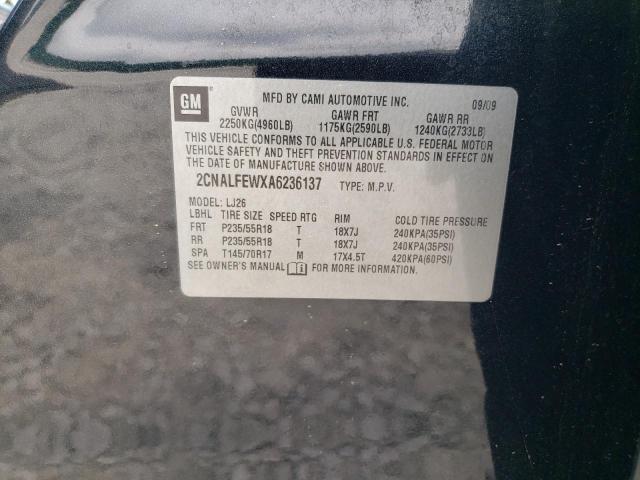 GM
MFD BY CAMI AUTOMOTIVE INC. 09/09
GVWR GAWR FRT GAWR RR
2250KG(4960LB) 1175KG(2590LB) 1240KG(2733LB)
THIS VEHICLE CONFORMS TO ALL APPLICABLE U.S. FEDERAL MOTOR
VEHICLE SAFETY AND THEFT PREVENTION STANDARDS IN EFFECT ON
THE DATE OF MANUFACTURE SHOWN ABOVE.
2CNALFEWXA6236137 TYPE: M.P.V.
MODEL: LJ26
LBHL TIRE SIZE SPEED RTG RIM COLD TIRE PRESSURE
FRT P235/55R18 T 18X7J 240KPA(35PSI)
RR P235/55R18 T 18X7J 240KPA(35PSI)
SPA T145/70R17 M 17X4.5T 420KPA(60PSI)
SEE OWNER'S MANUAL FOR MORE INFORMATION.